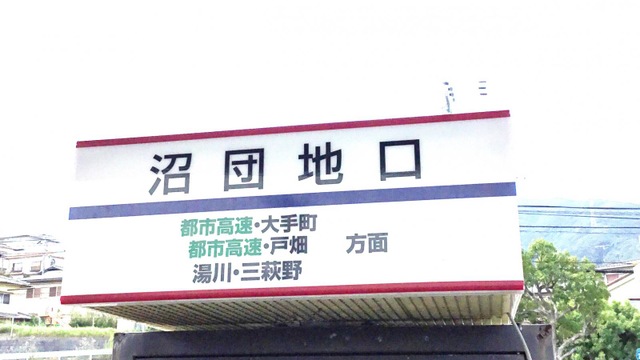 沼団地口
都市高速・大手町
都市高速・戸畑 方面
湯川・三萩野